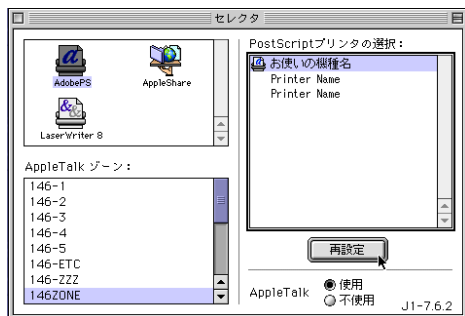 セレクタ
AdobePS
AppleShare
LaserWriter 8
AppleTalk ゾーン：
146-1
146-2
146-3
146-4
146-5
146-ETC
146-ZZZ
146ZONE
PostScriptプリンタの選択：
お使いの機種名
Printer Name
Printer Name
再設定
AppleTalk
使用
不使用
J1-7.6.2